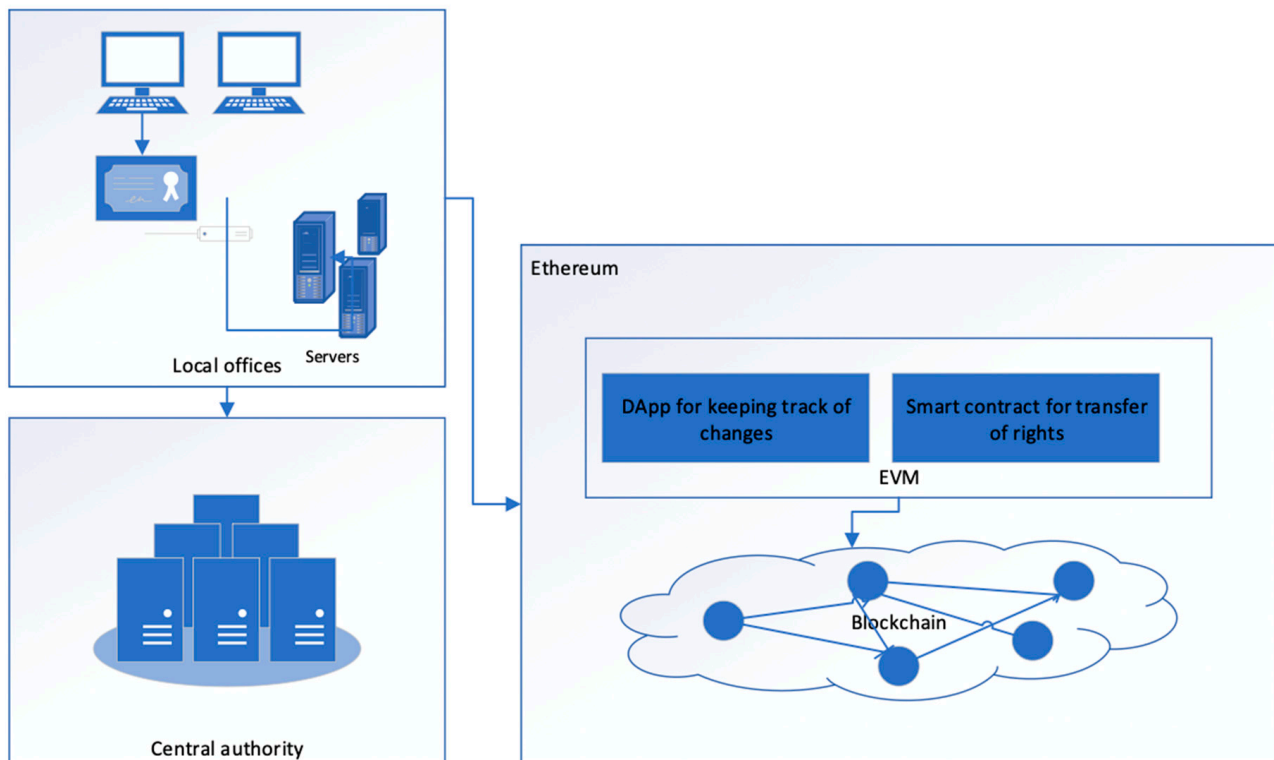 Servers
Local offices
Central authority
Ethereum
DApp for keeping track of
changes
Smart contract for transfer
of rights
EVM
Blockchain